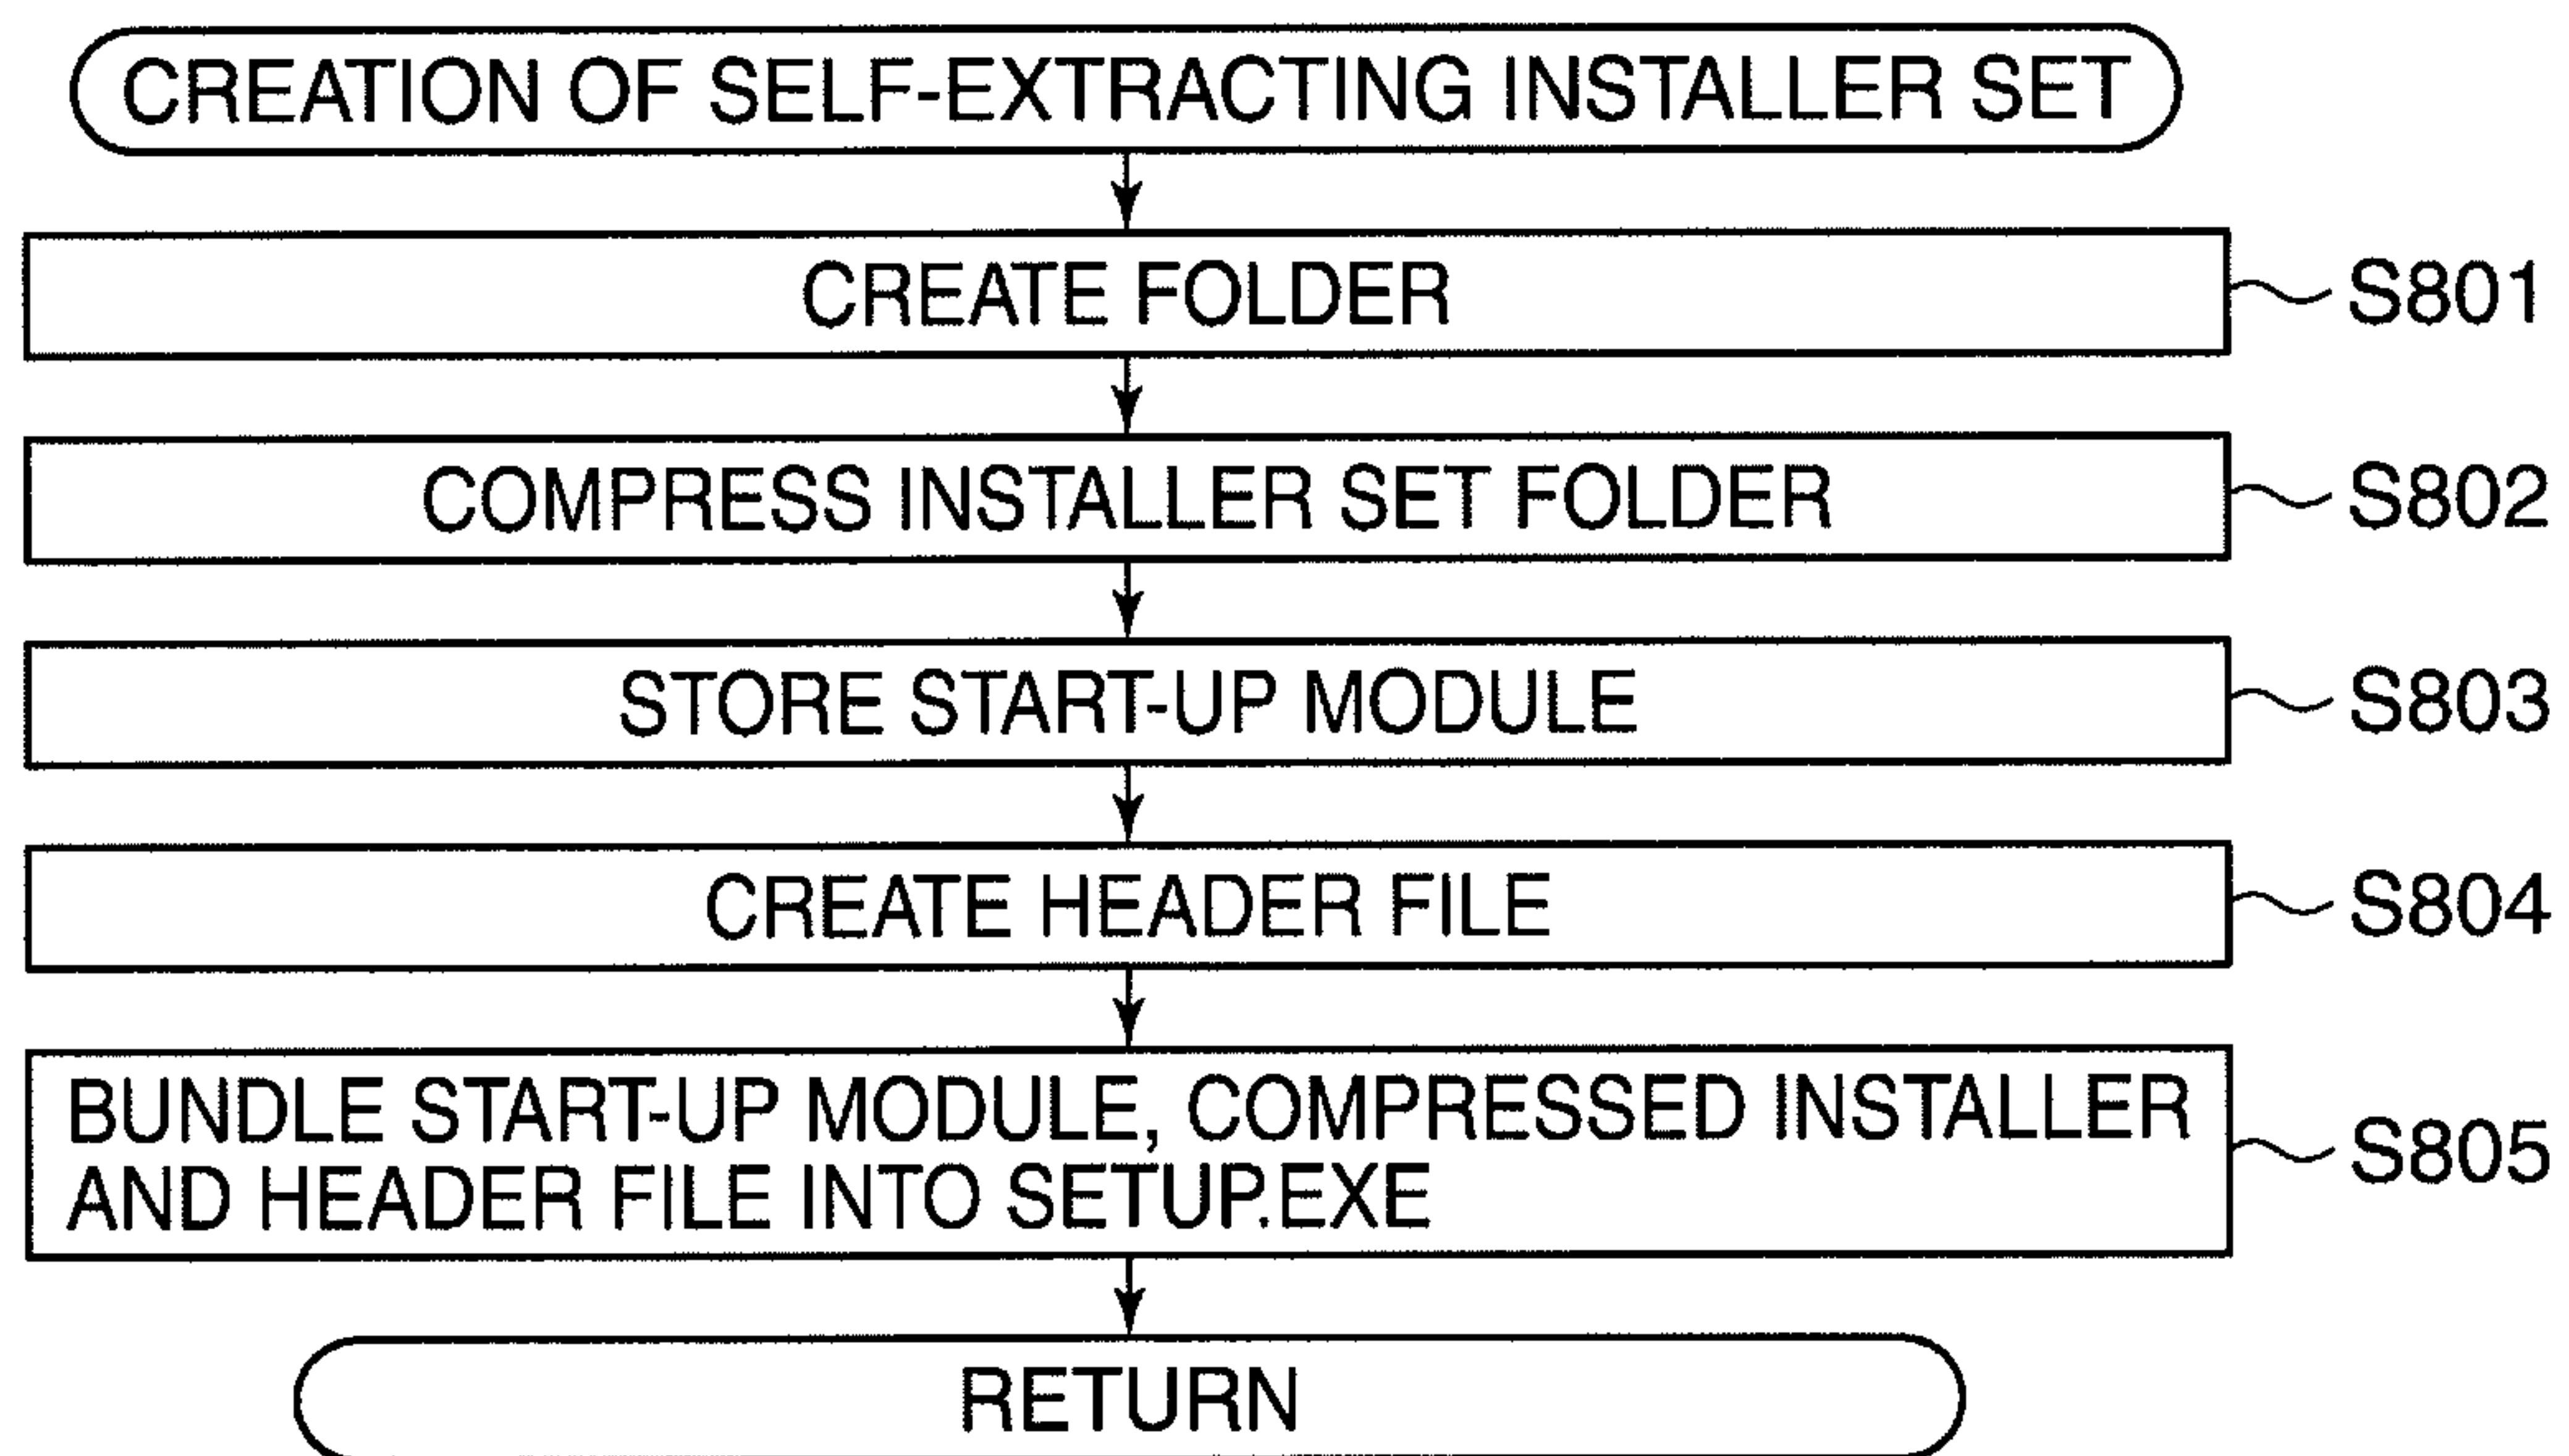 CREATION OF SELF-EXTRACTING INSTALLER SET
CREATE FOLDER
S801
COMPRESS INSTALLER SET FOLDER
S802
STORE START-UP MODULE
S803
CREATE HEADER FILE
S804
BUNDLE START-UP MODULE, COMPRESSED INSTALLER
AND HEADER FILE INTO SETUP.EXE
S805
RETURN